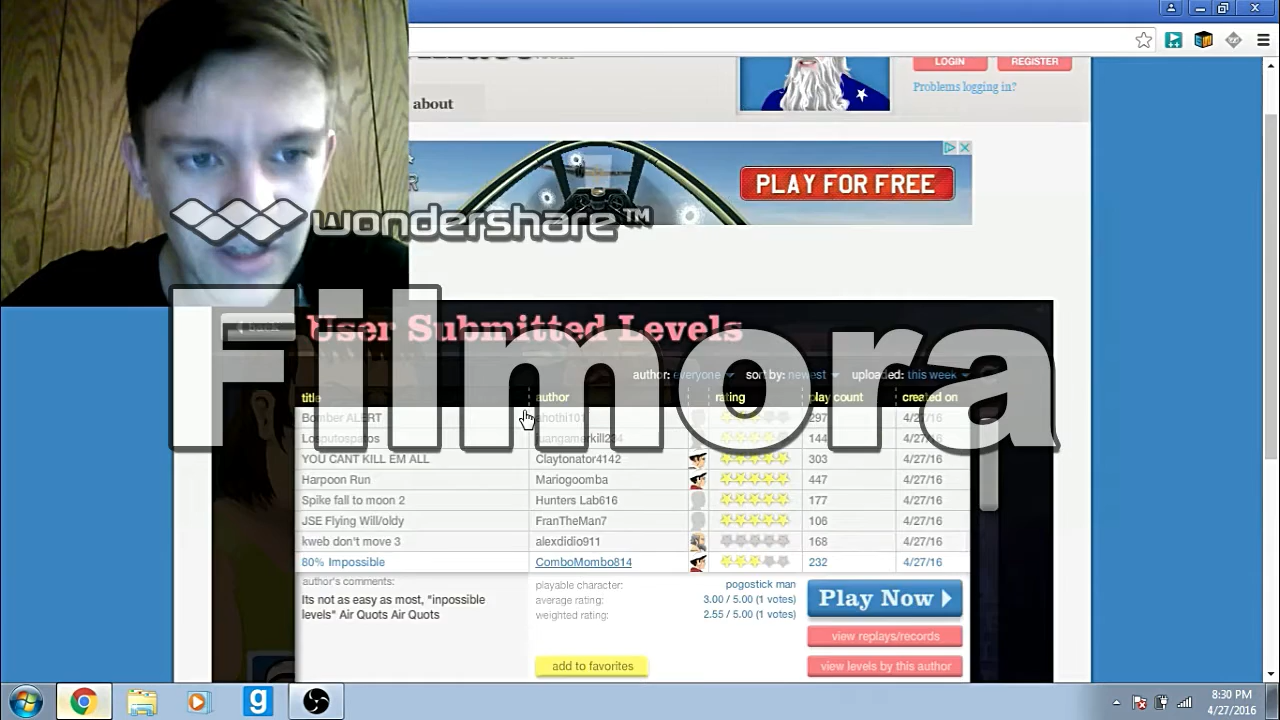 LOGIN REGISTER
Problems logging in?
about
PLAY FOR FREE
wondershare™
Filmora
back
User Submitted Levels
author: everyone sort by: newest uploaded: this week
title author rating play count created on
Bomber ALERT 297 4/27/16
144 4/27/16
YOU CANT KILL EM ALL Claytonator4142 303 4/27/16
Harpoon Run Mariogoomba 447 4/27/16
Spike fall to moon 2 Hunters Lab616 177 4/27/16
JSE Flying Will/oldy FranTheMan7 106 4/27/16
kweb don't move 3 alexdidio911 168 4/27/16
80% Impossible ComboMombo814 232 4/27/16
author's comments:
Its not as easy as most, "inpossible
levels" Air Quots Air Quots
playable character: pogostick man
average rating: 3.00 / 5.00 (1 votes)
weighted rating: 2.55 / 5.00 (1 votes)
Play Now
view replays/records
add to favorites
view levels by this author
8:30 PM
4/27/2016